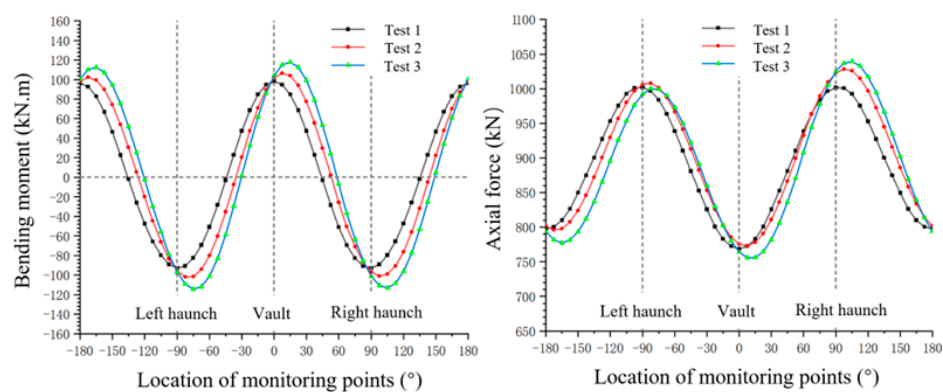 Bending moment (kN.m)
160
140
120
100
80
60
40
20
0
−20
−40
−60
−80
−100
−120
−140
−160
Test 1
Test 2
Test 3
Left haunch
Vault
Right haunch
−180 −150 −120 −90 −60 −30 0 30 60 90 120 150 180
Location of monitoring points (°)
Axial force (kN)
1100
1050
1000
950
900
850
800
750
700
650
Test 1
Test 2
Test 3
Left haunch
Vault
Right haunch
−180 −150 −120 −90 −60 −30 0 30 60 90 120 150 180
Location of monitoring points (°)